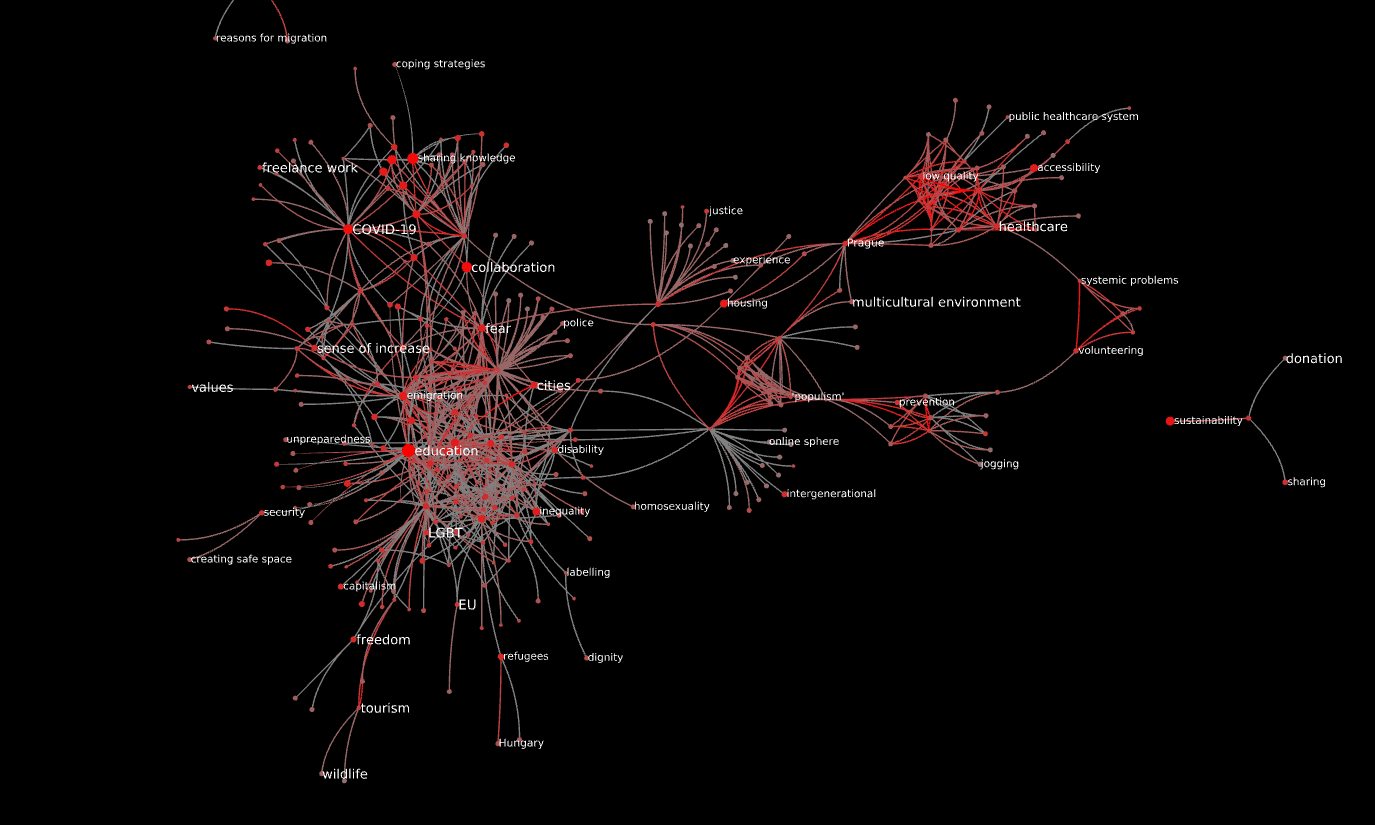 reasons for migration
coping strategies
public healthcare system
sharing knowledge
freelance work
accessibility
low quality
justice
COVID-19
healthcare
Prague
experience
collaboration
systemic problems
housing
multicultural environment
police
fear
sense of increase
volunteering
donation
cities
values
emigration
'populism'
prevention
sustainability
unpreparedness
online sphere
education
disability
jogging
sharing
intergenerational
homosexuality
inequality
security
LGBT
creating safe space
labelling
capitalism
EU
freedom
refugees
dignity
tourism
Hungary
wildlife